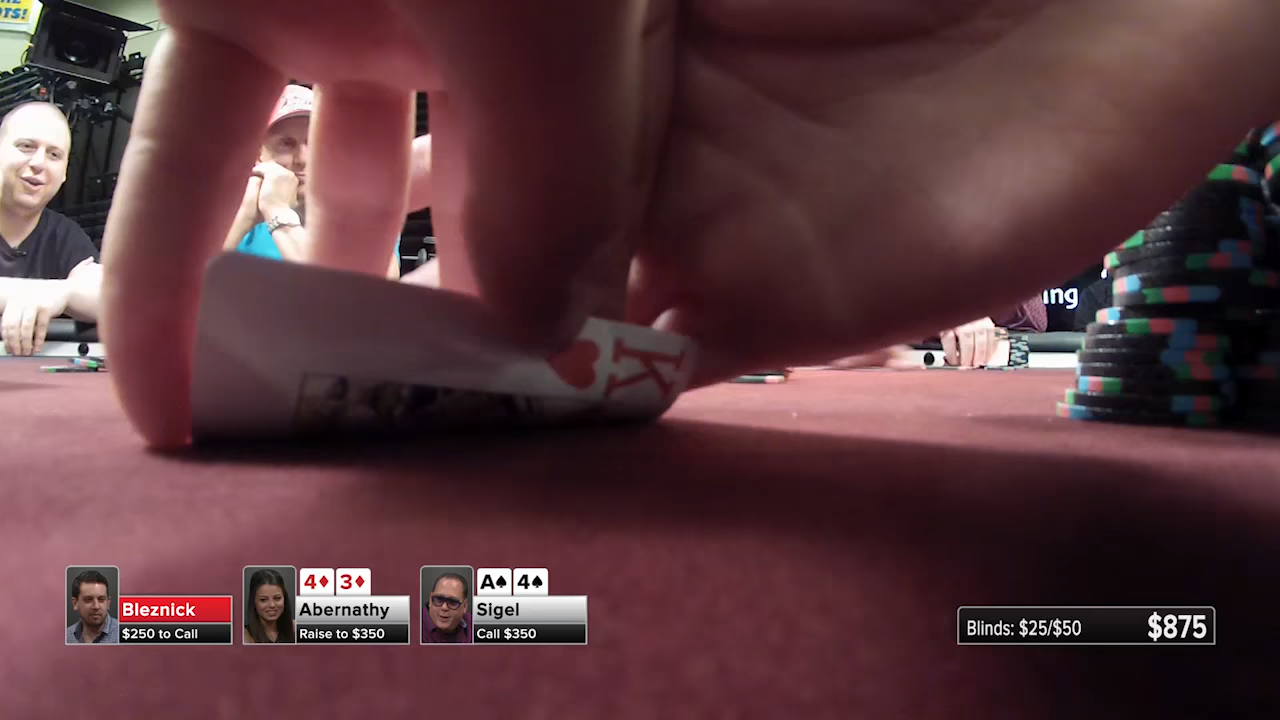 OTS!
K
ing
4♦ 3♦
A♠ 4♠
Bleznick
Abernathy
Sigel
$250 to Call
Raise to $350
Call $350
Blinds: $25/$50
$875